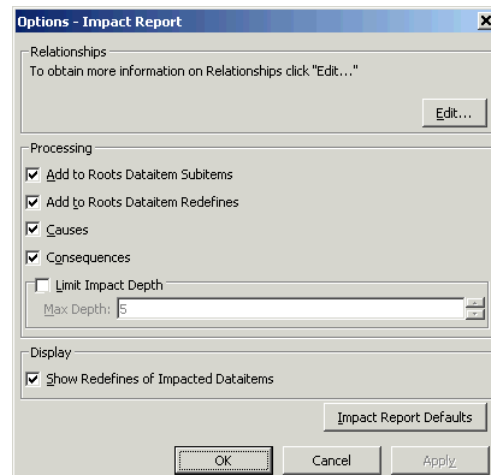 Options - Impact Report
Relationships
To obtain more information on Relationships click "Edit..."
Edit...
Processing
Add to Roots Dataitem Subitems
Add to Roots Dataitem Redefines
Causes
Consequences
Limit Impact Depth
Max Depth: 5
Display
Show Redefines of Impacted Dataitems
Impact Report Defaults
OK Cancel Apply